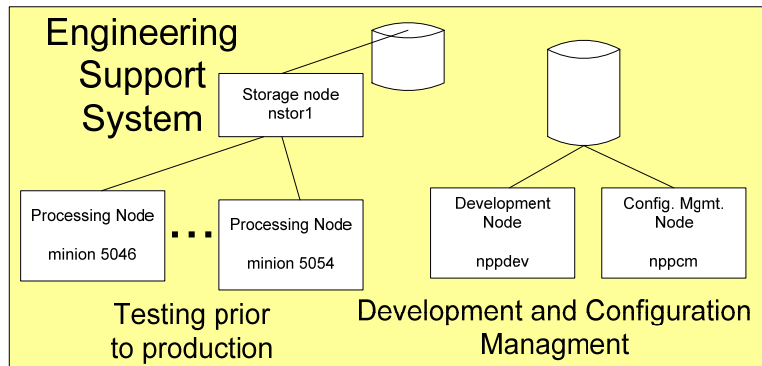 Engineering
Support
System
Storage node
nstor1
Processing Node
minion 5046
...
Processing Node
minion 5054
Development
Node
nppdev
Config. Mgmt.
Node
nppcm
Testing prior
to production
Development and Configuration
Managment